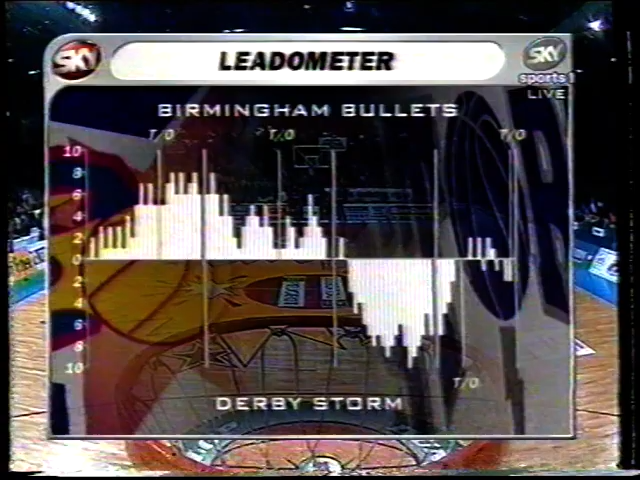 SKY
LEADOMETER
SKY
sports
LIVE
BIRMINGHAM BULLETS
T/O
T/O
T/O
10
8
6
4
2
0
2
4
6
8
10
T/O
DERBY STORM